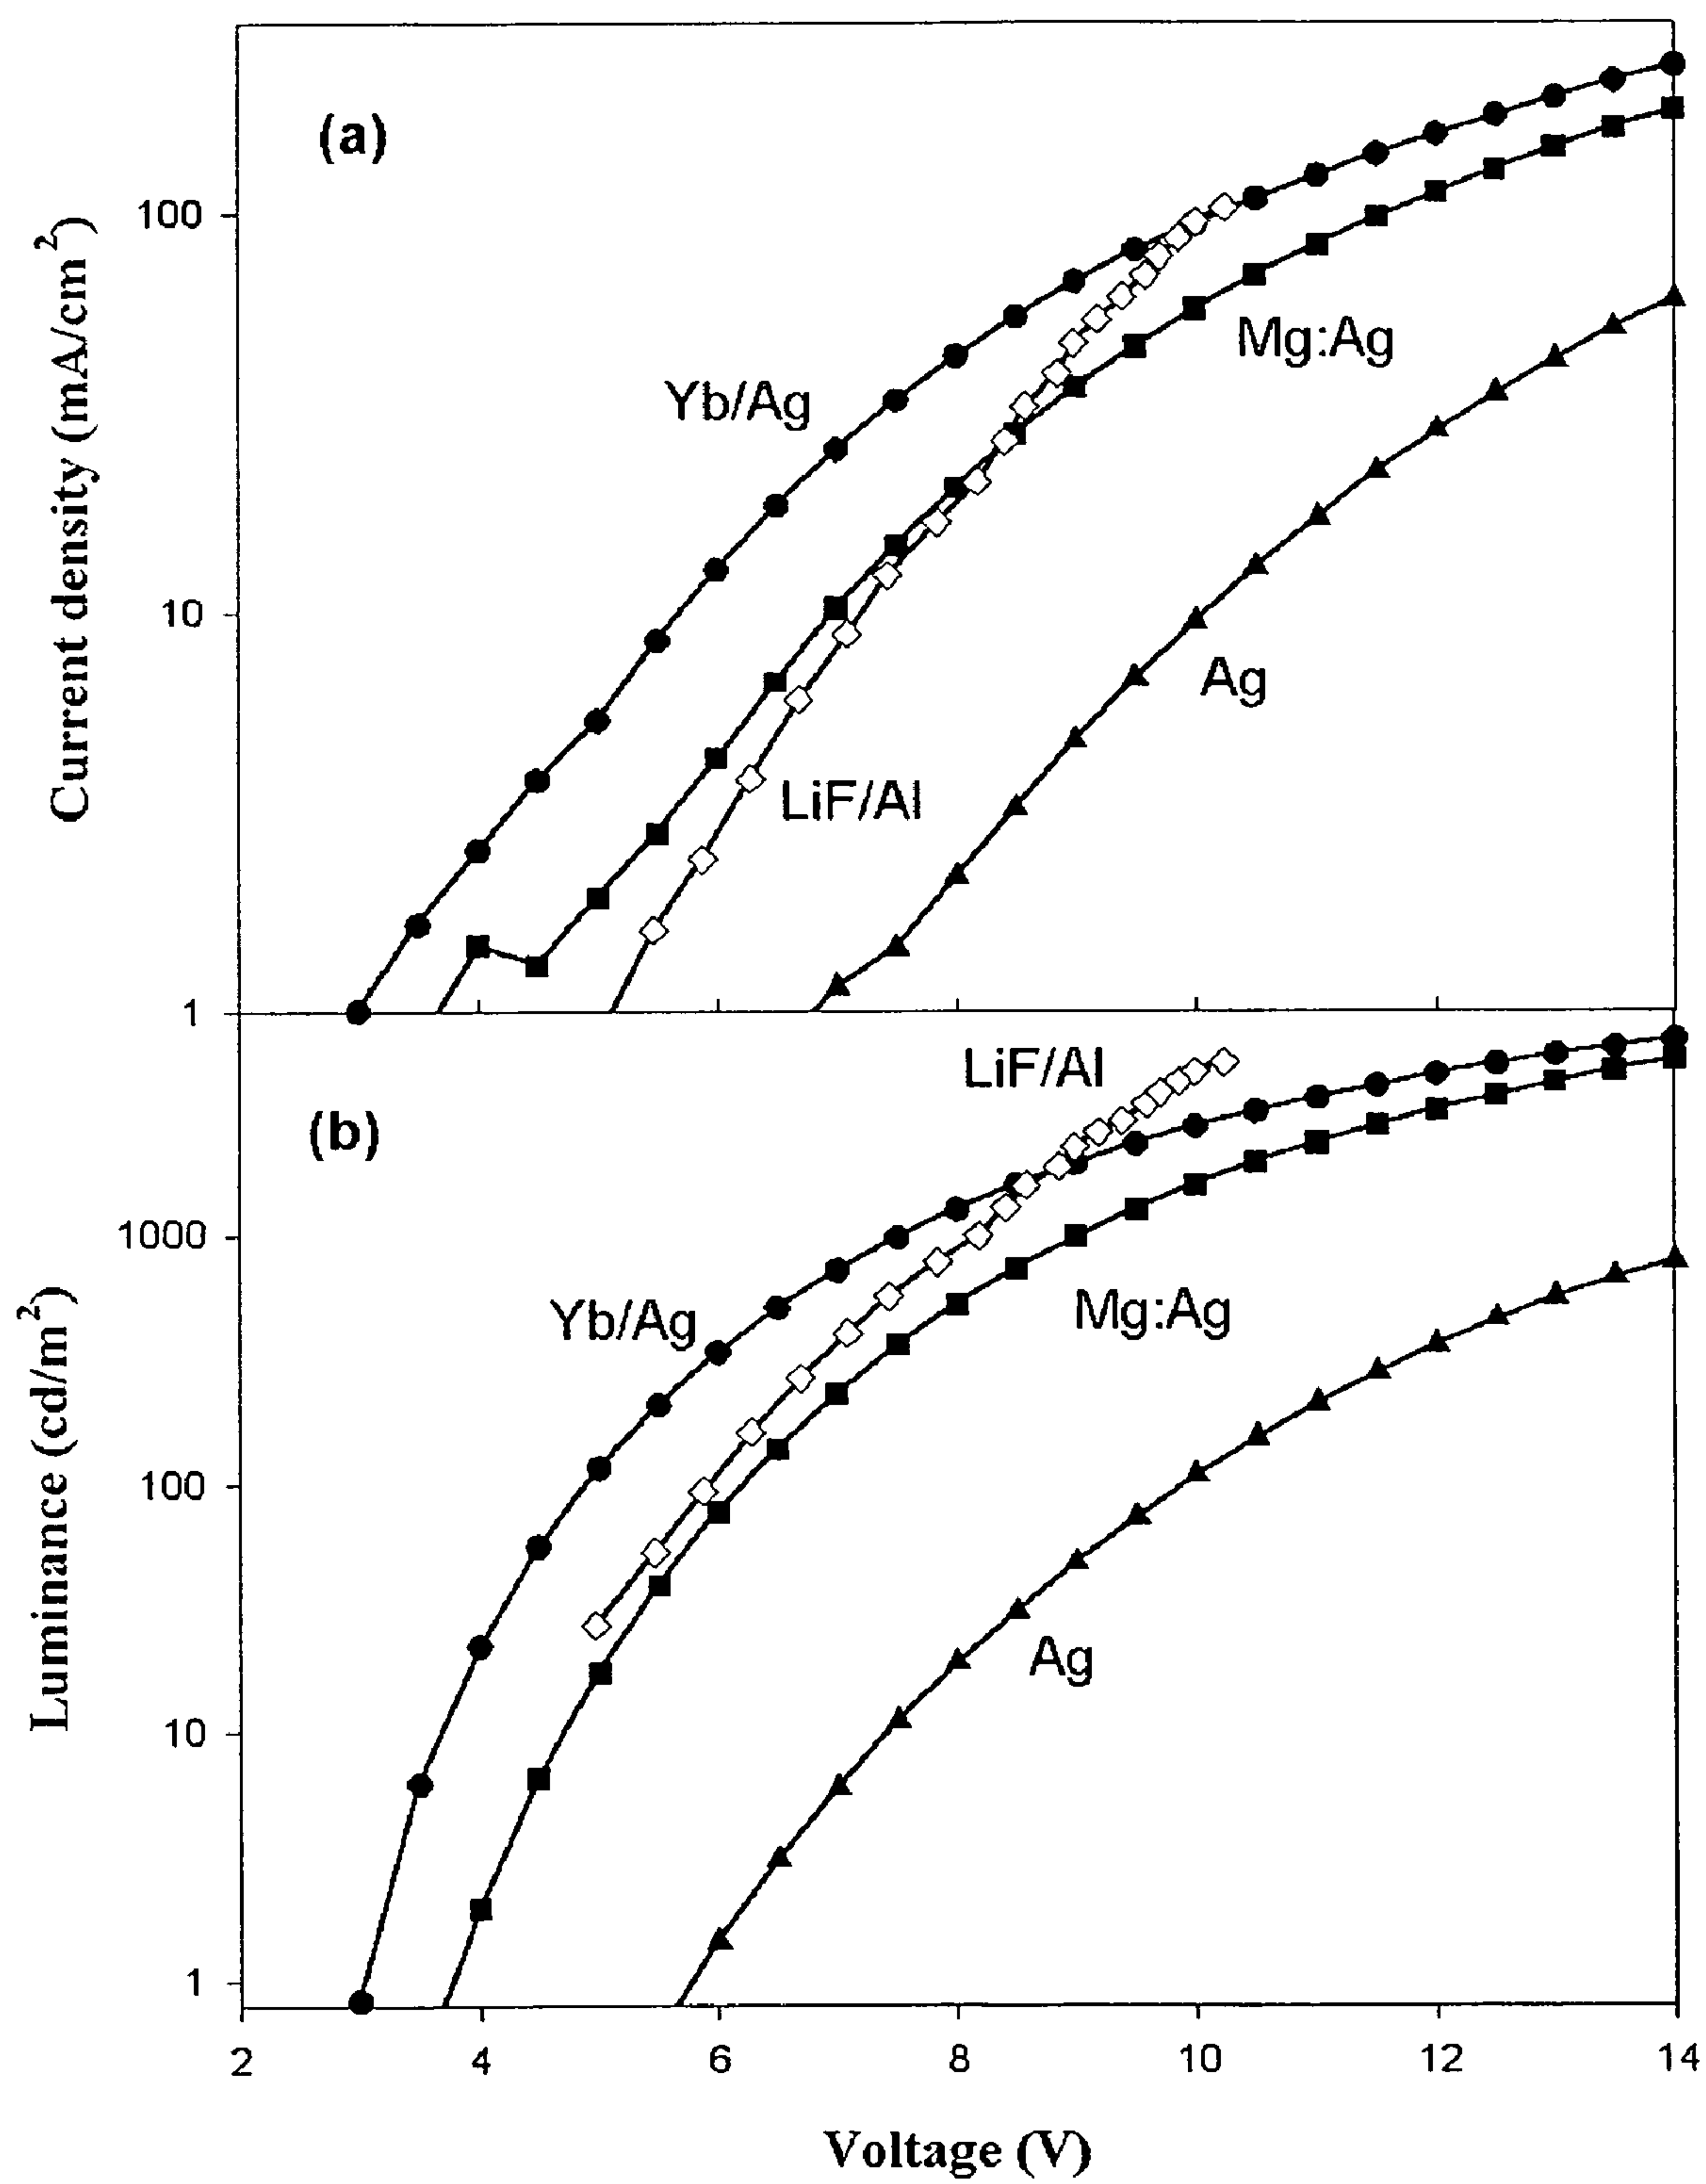 (a)
100
10
1
Current density (mA/cm²)
Yb/Ag
Mg:Ag
LiF/Al
Ag
LiF/Al
(b)
1000
100
10
1
Luminance (cd/m²)
Yb/Ag
Mg:Ag
Ag
2 4 6 8 10 12 14
Voltage (V)